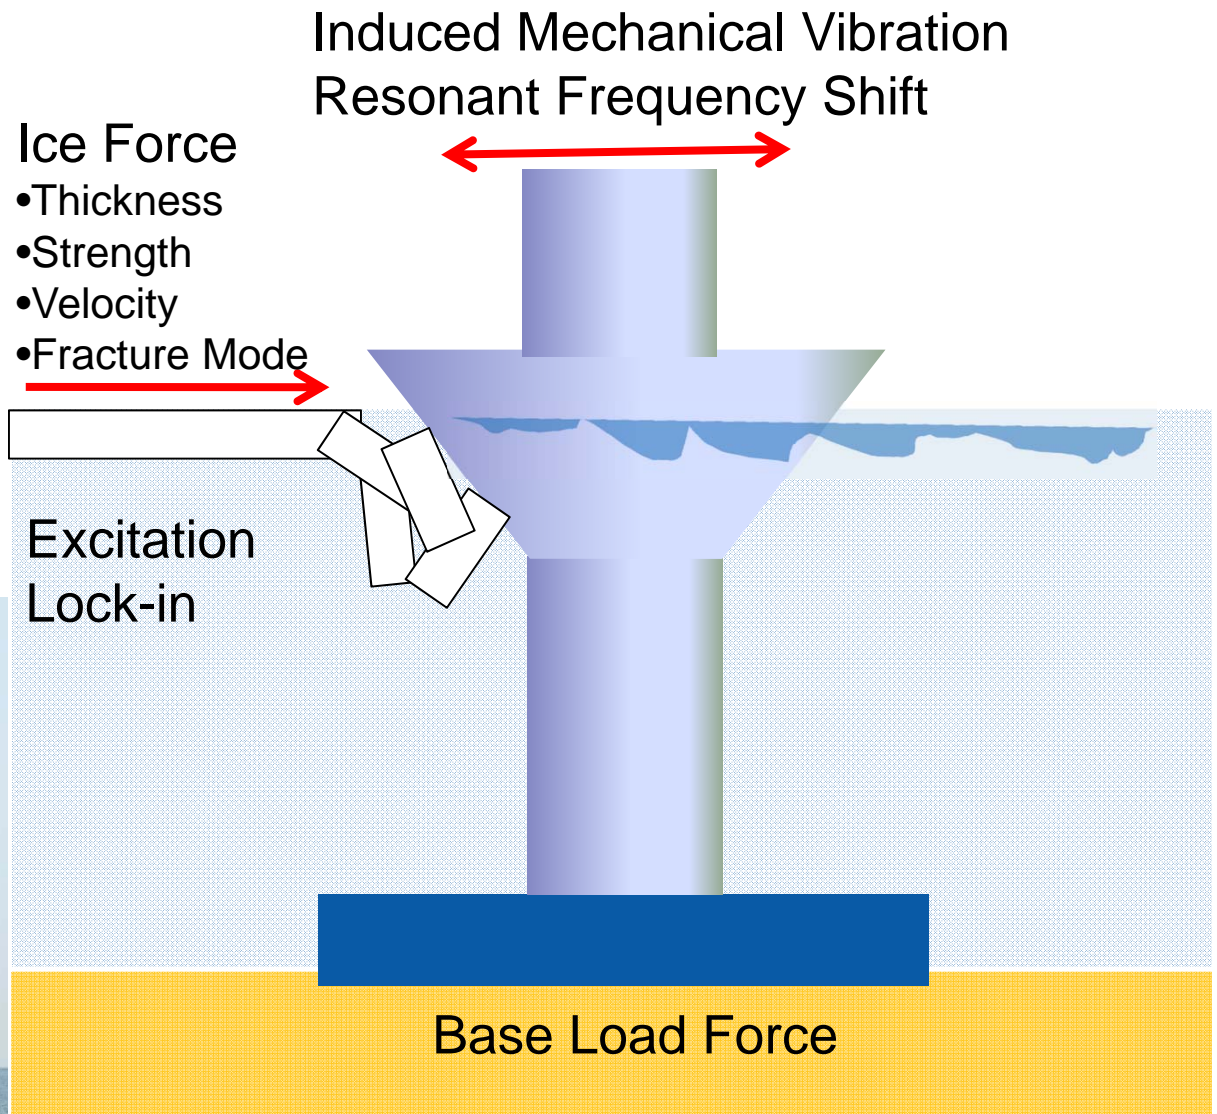 Induced Mechanical Vibration
Resonant Frequency Shift
Ice Force
•Thickness
•Strength
•Velocity
•Fracture Mode
Excitation
Lock-in
Base Load Force